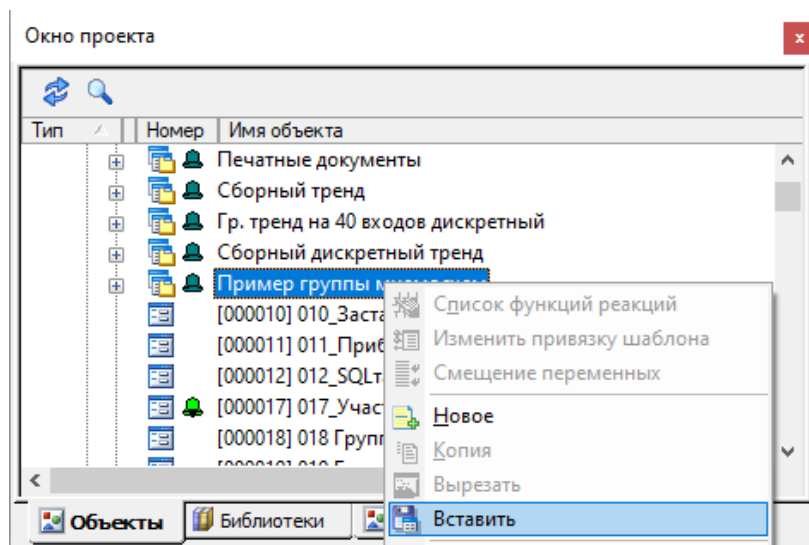 Окно проекта
Тип Номер Имя объекта
Печатные документы
Сборный тренд
Гр. тренд на 40 входов дискретный
Сборный дискретный тренд
Пример группы
Список функций реакций
[000010] 010_Заста
Изменить привязку шаблона
[000011] 011_Приб
Смещение переменных
[000012] 012_SQLт
Новое
[000017] 017_Учас
Копия
[000018] 018 Групп
Вырезать
Объекты Библиотеки
Вставить